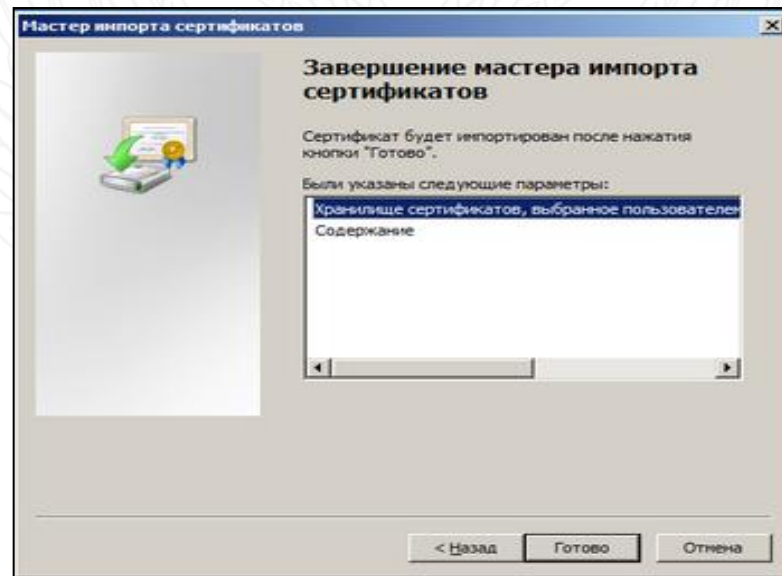 Мастер импорта сертификатов
Завершение мастера импорта
сертификатов
Сертификат будет импортирован после нажатия
кнопки "Готово".
Были указаны следующие параметры:
Хранилище сертификатов, выбранное пользователем
Содержание
< Назад
Готово
Отмена